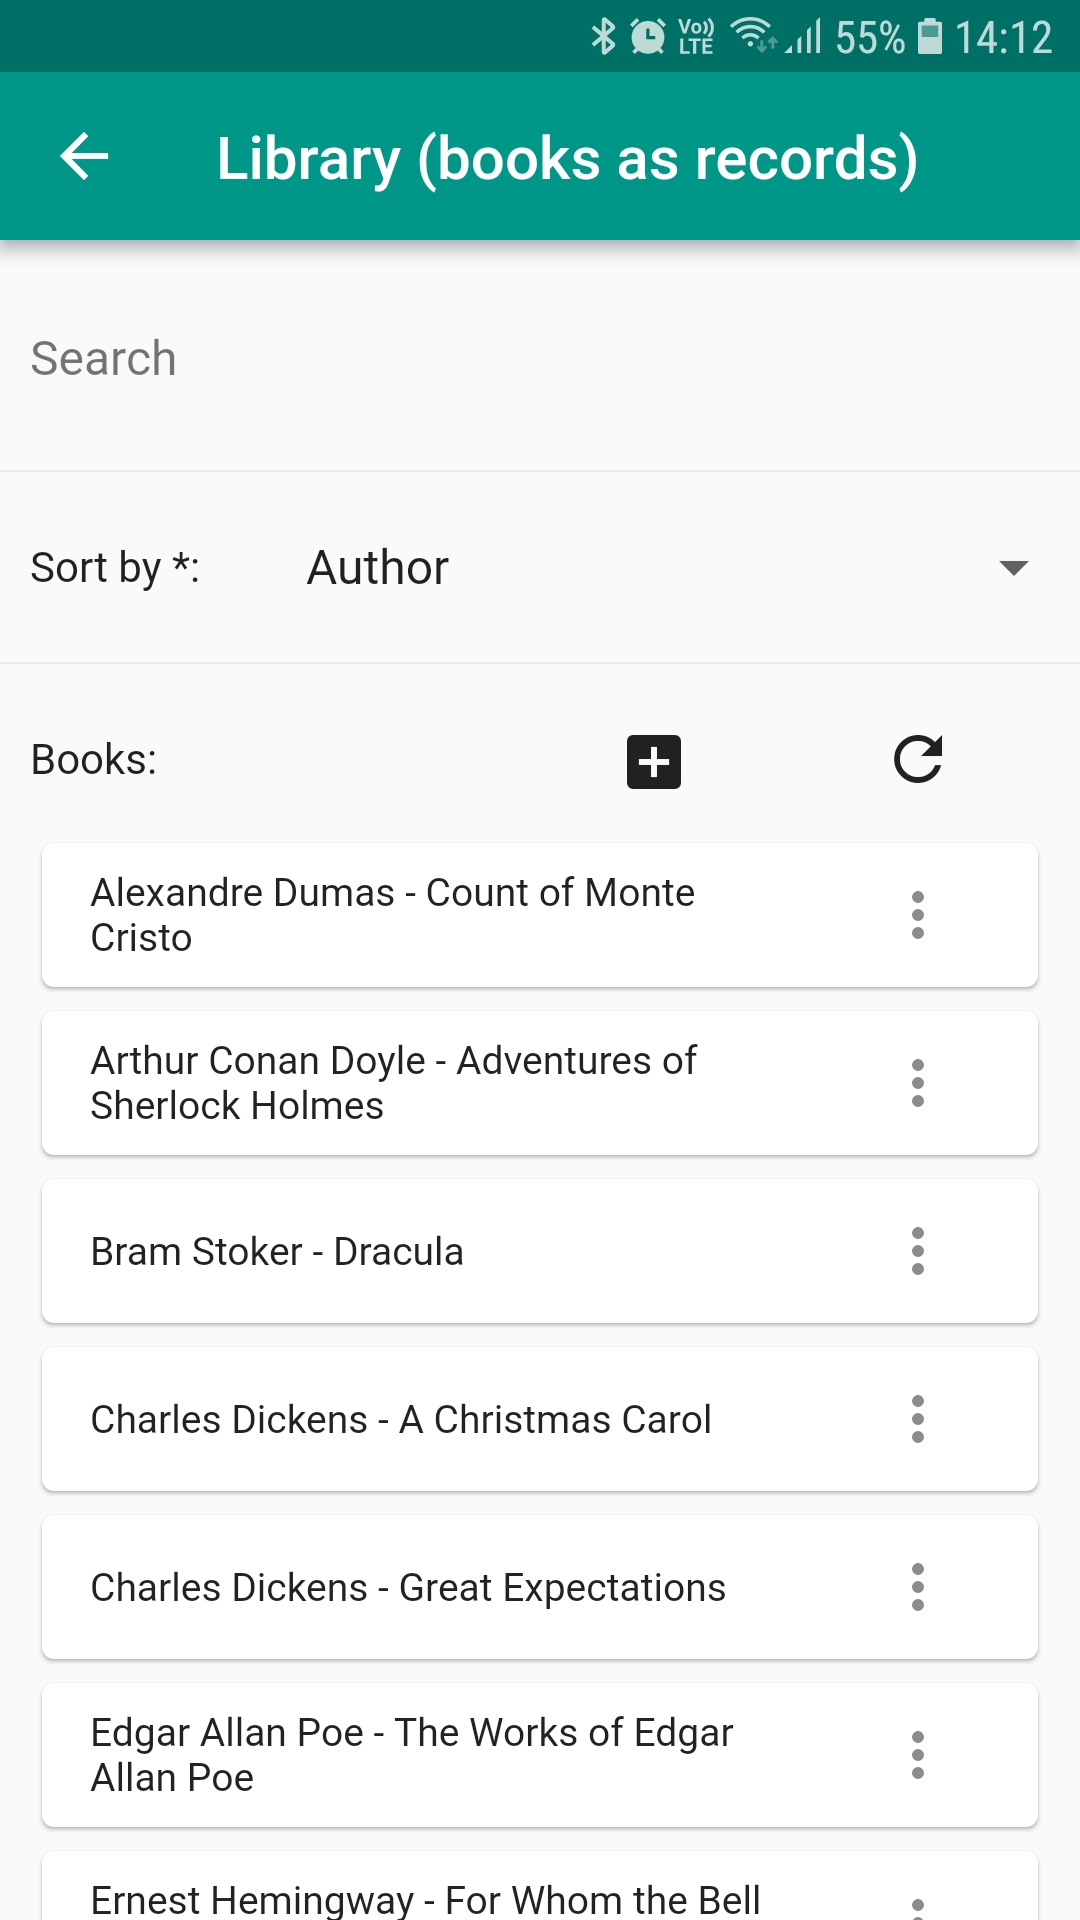 Vo)) LTE 55% 14:12
Library (books as records)
Search
Sort by *: Author
Books:
Alexandre Dumas - Count of Monte
Cristo
Arthur Conan Doyle - Adventures of
Sherlock Holmes
Bram Stoker - Dracula
Charles Dickens - A Christmas Carol
Charles Dickens - Great Expectations
Edgar Allan Poe - The Works of Edgar
Allan Poe
Ernest Hemingway - For Whom the Bell